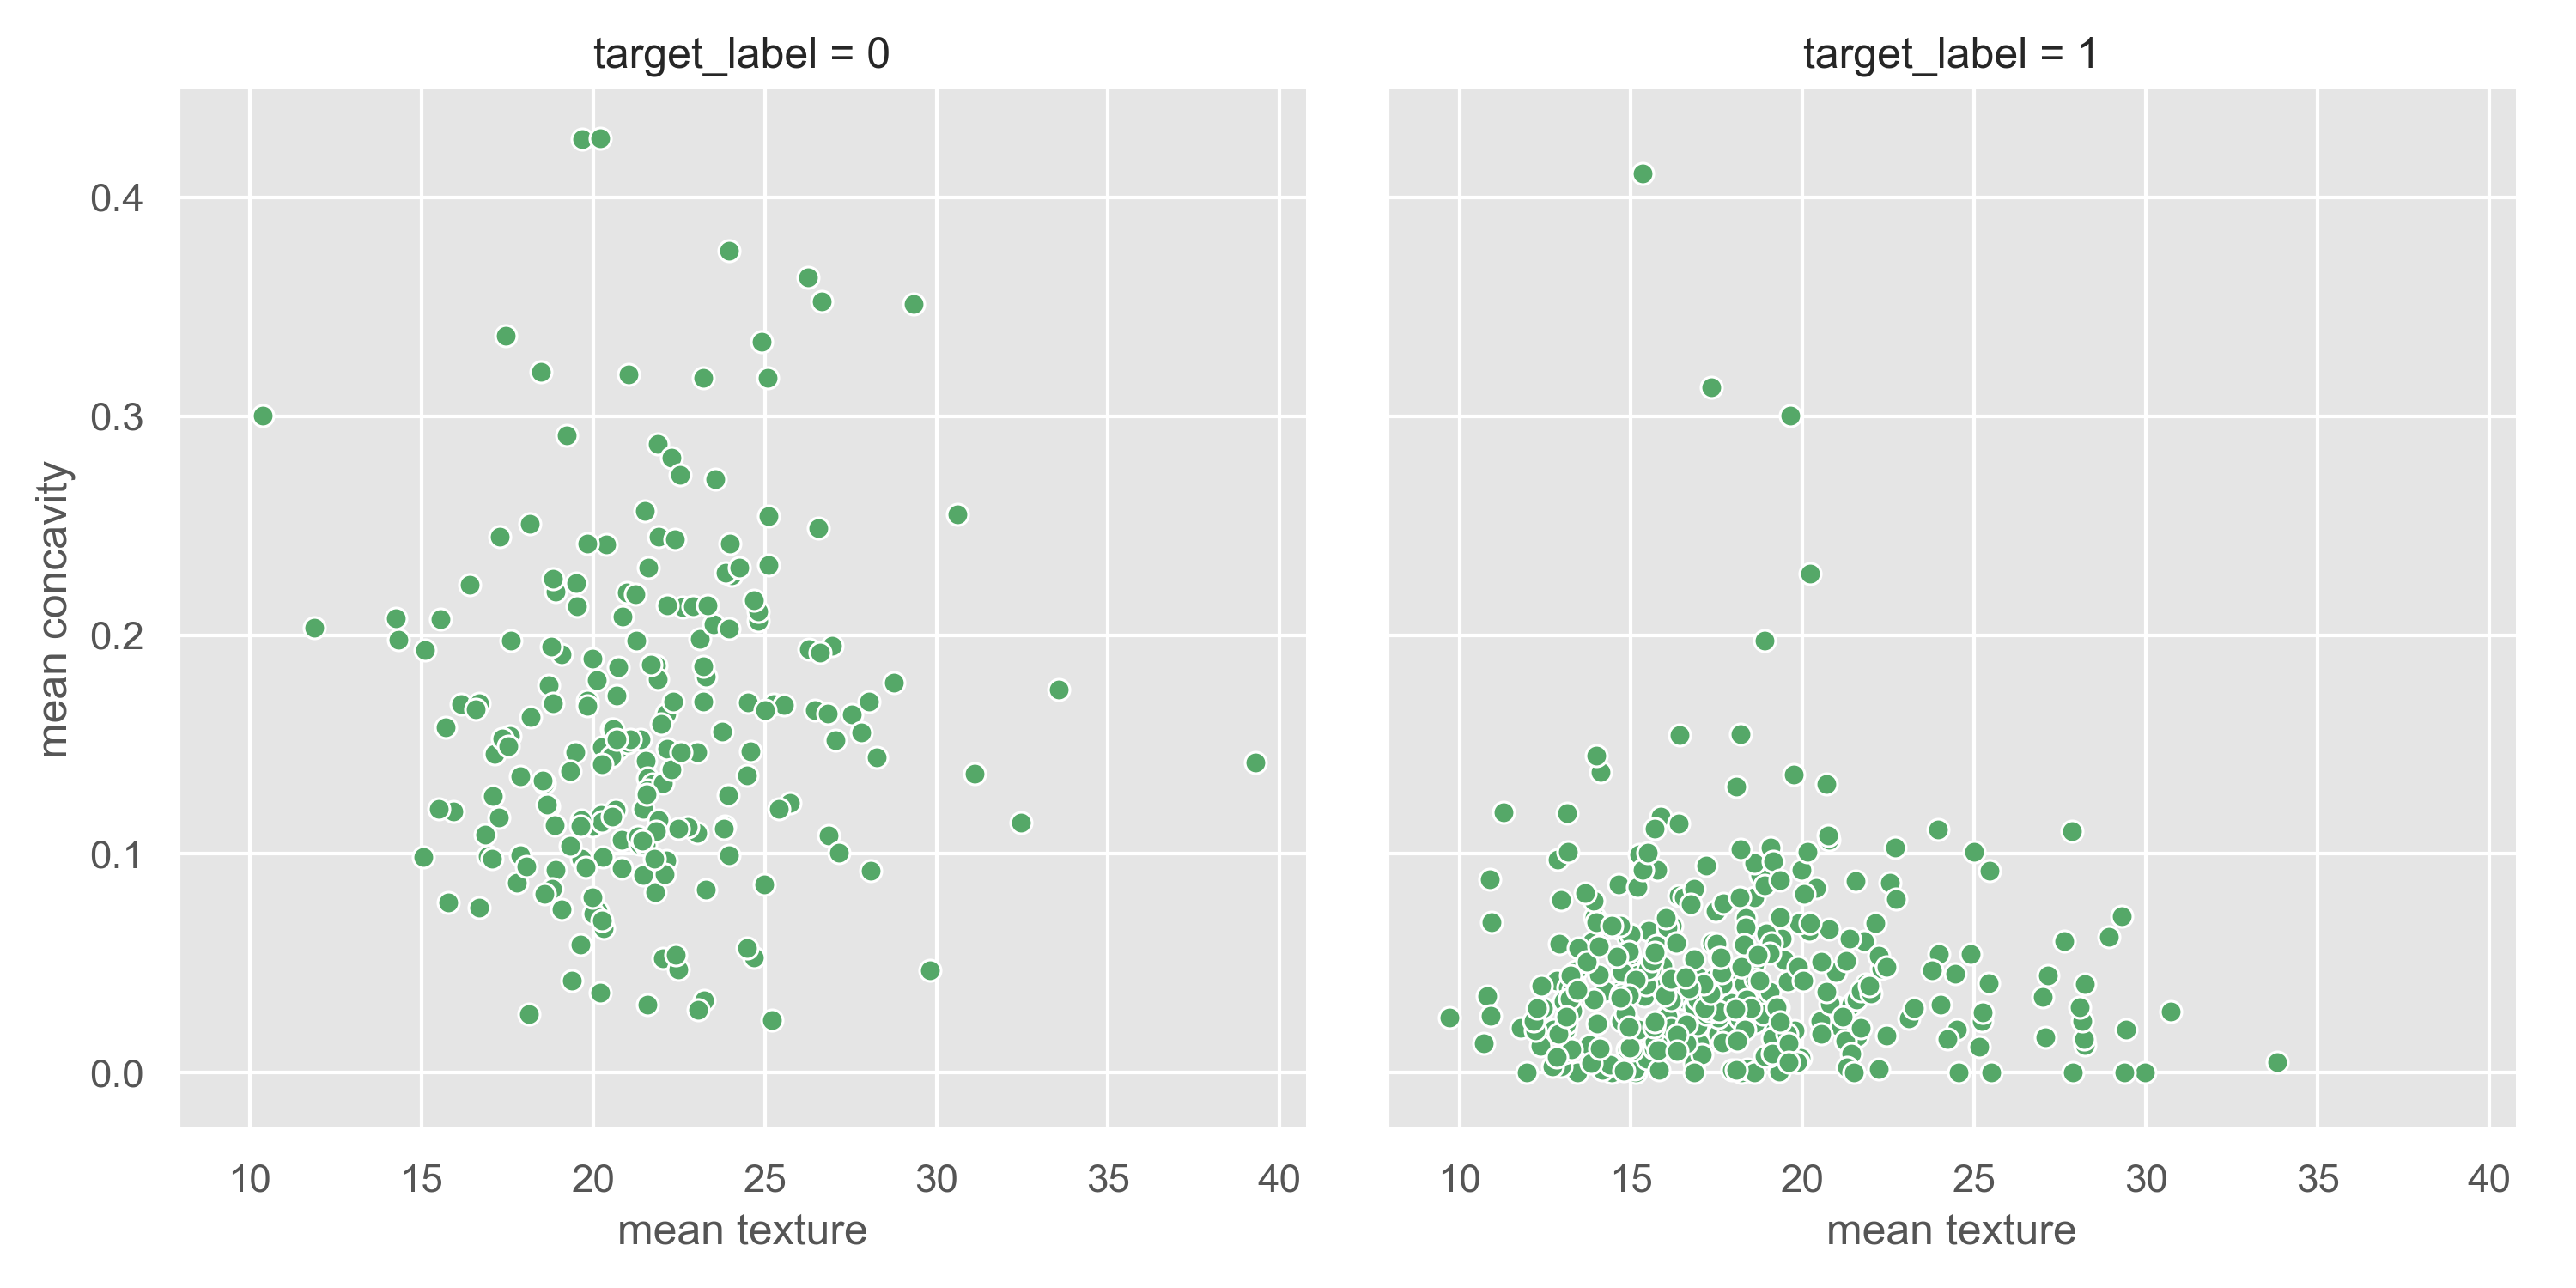 target_label = 0
target_label = 1
mean concavity
0.4
0.3
0.2
0.1
0.0
10 15 20 25 30 35 40
10 15 20 25 30 35 40
mean texture
mean texture